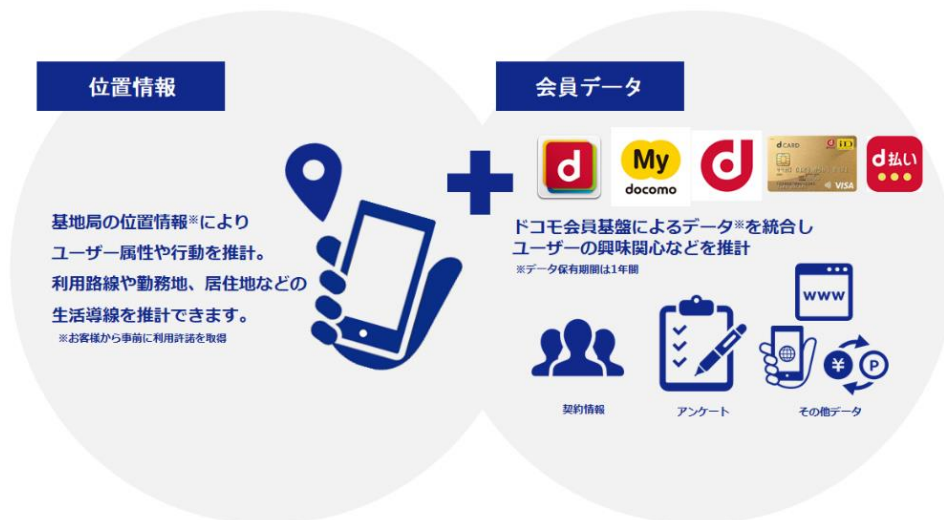 位置情報
基地局の位置情報※により
ユーザー属性や行動を推計。
利用路線や勤務地、居住地などの
生活導線を推計できます。
※お客様から事前に利用許諾を取得
会員データ
d
My
docomo
d
d CARD
iD
VISA
d払い
ドコモ会員基盤によるデータ※を統合し
ユーザーの興味関心などを推計
※データ保有期間は1年間
www
¥
P
契約情報
アンケート
その他データ